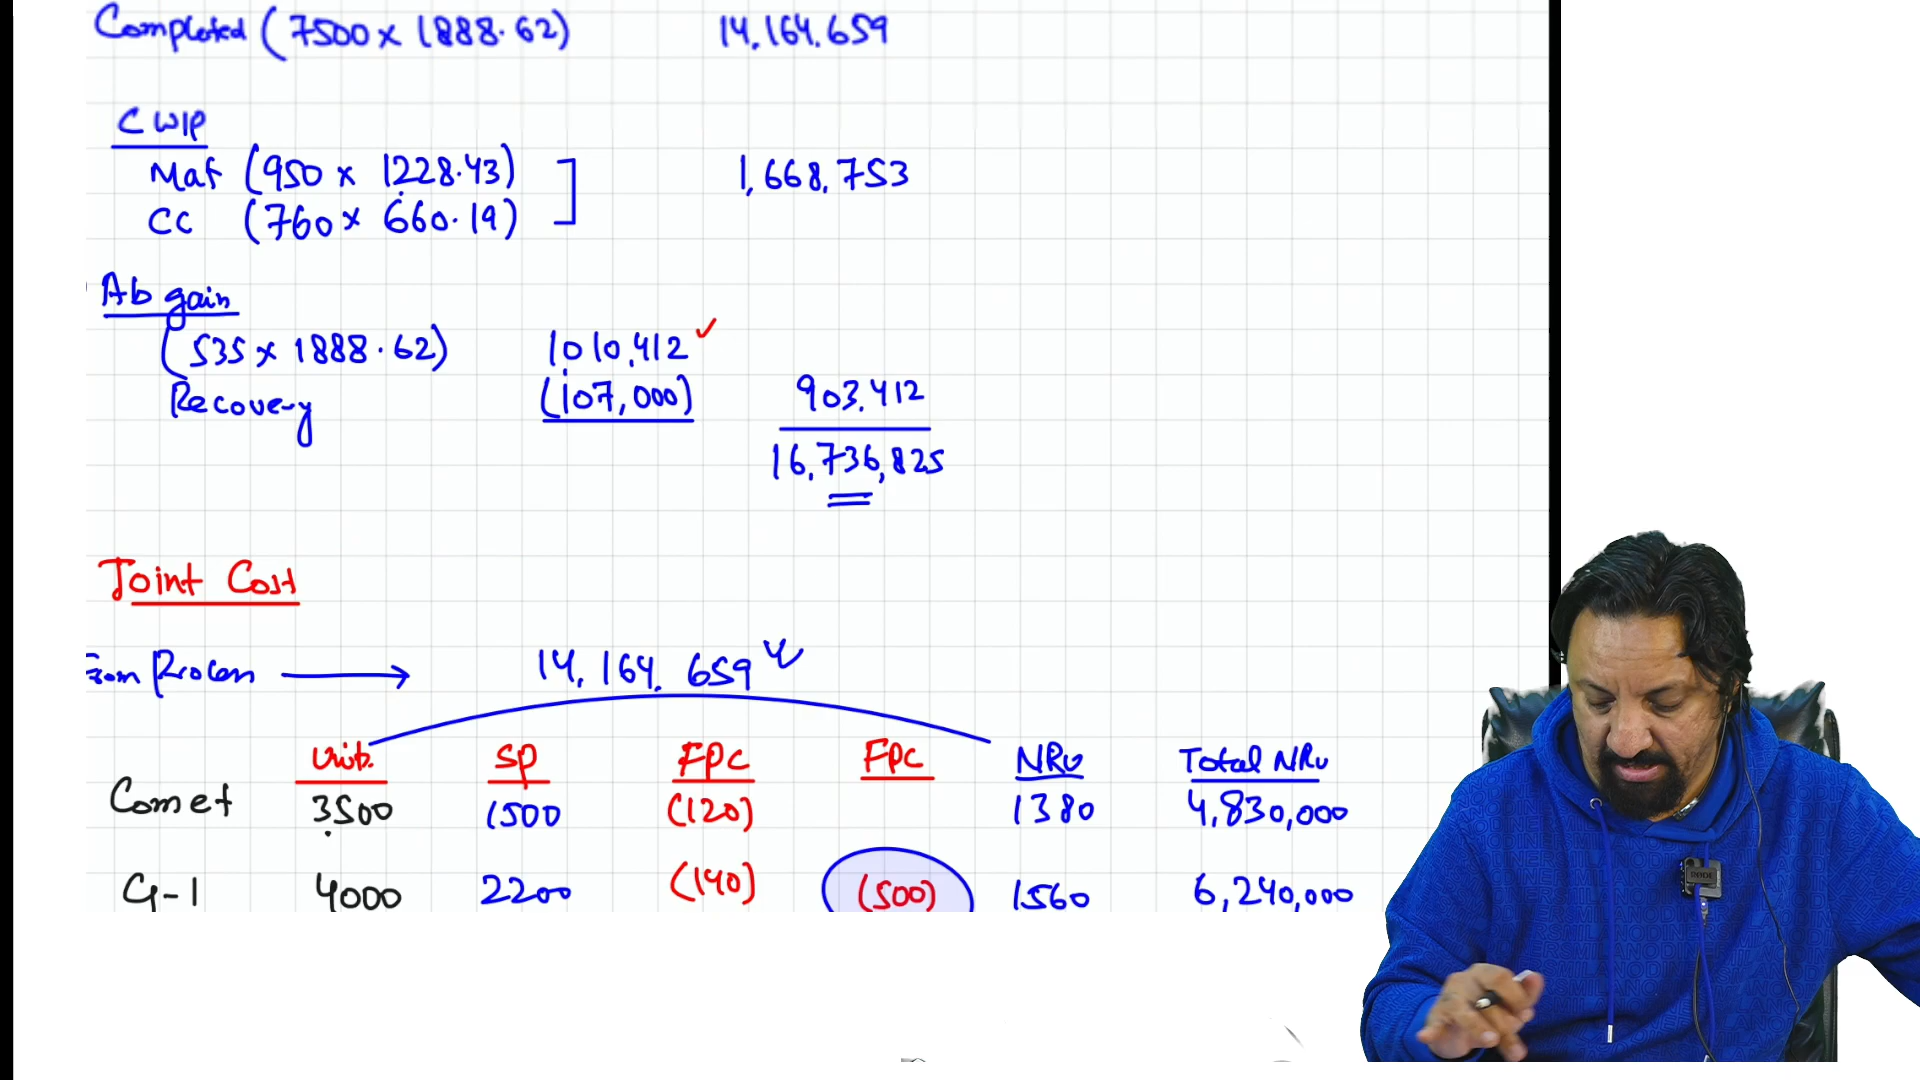 Completed (7500 x 1888.62) 14,164,659
CWIP
Mat (950 x 1228.43) 1,668,753
CC (760 x 660.19)
Ab gain
(535 x 1888.62) 1010,412 ✓
Recovery (107,000) 903,412
16,736,825
Joint Cost
From Process → 14,164,659
Unit SP FPC FPC NRV Total NRV
Comet 3500 1500 (120) 1380 4,830,000
G-1 4000 2200 (140) (500) 1560 6,240,000
RODE